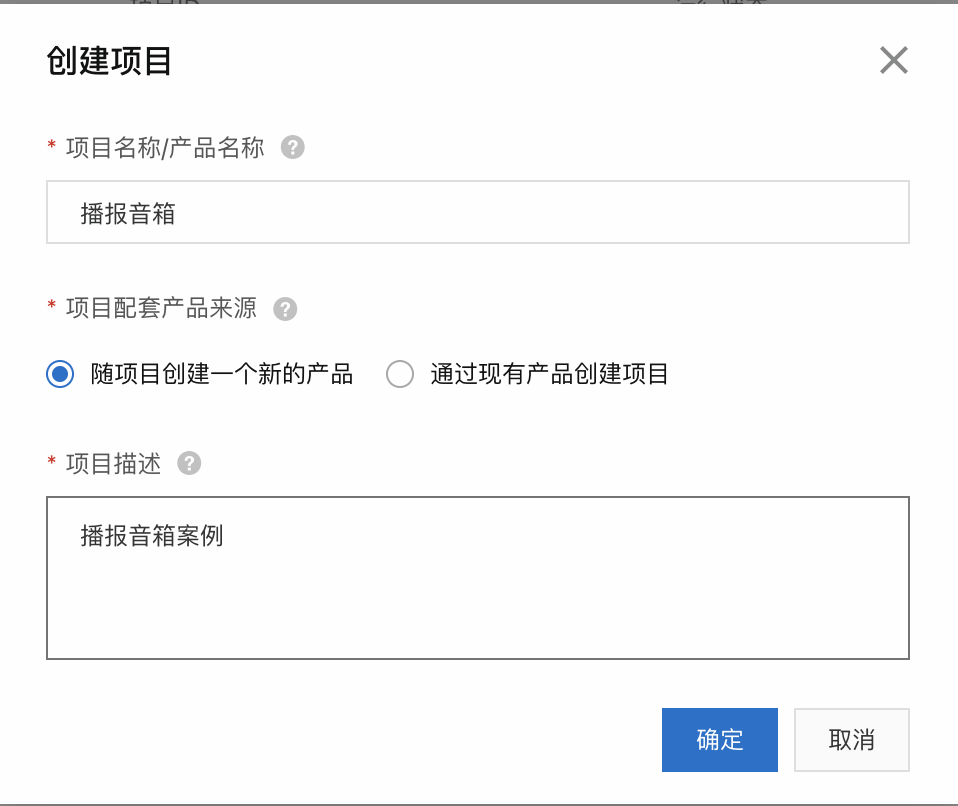 创建项目
* 项目名称/产品名称 ?
播报音箱
* 项目配套产品来源 ?
随项目创建一个新的产品 通过现有产品创建项目
* 项目描述 ?
播报音箱案例
确定 取消